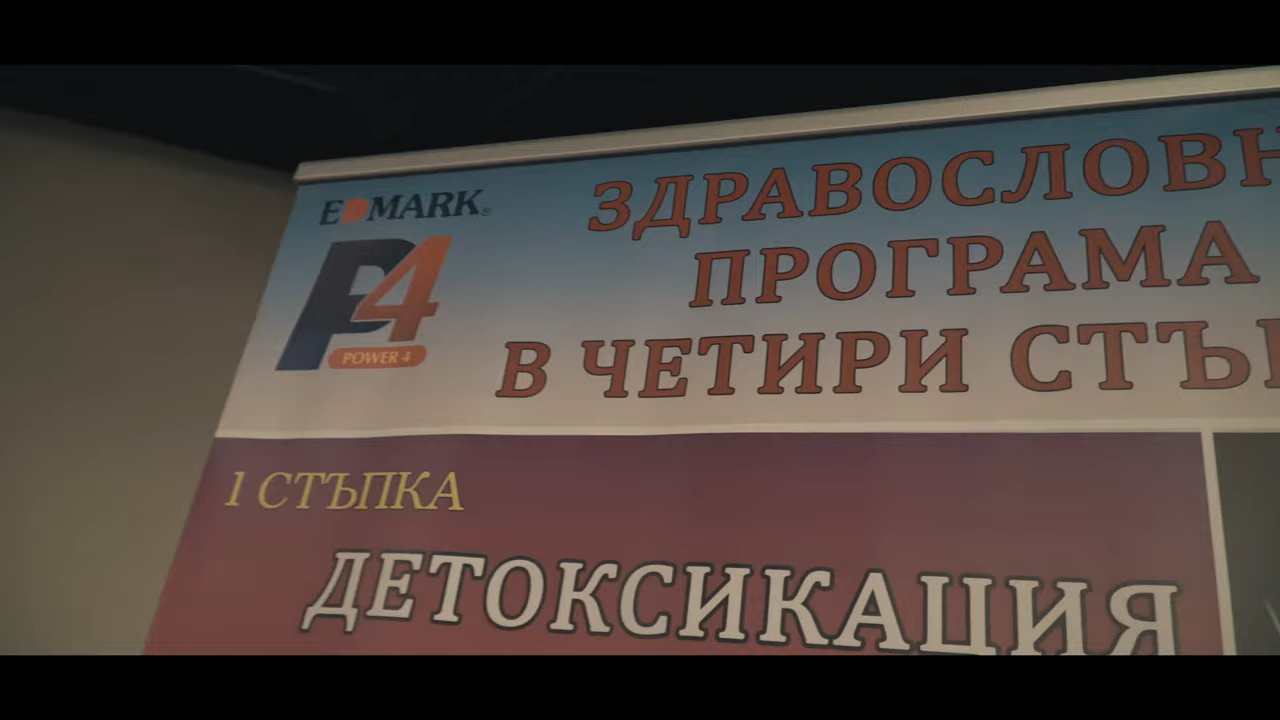 EDMARK®
P4
POWER 4
ЗДРАВОСЛОВН
ПРОГРАМА
В ЧЕТИРИ СТЪ
1 СТЪПКА
ДЕТОКСИКАЦИЯ